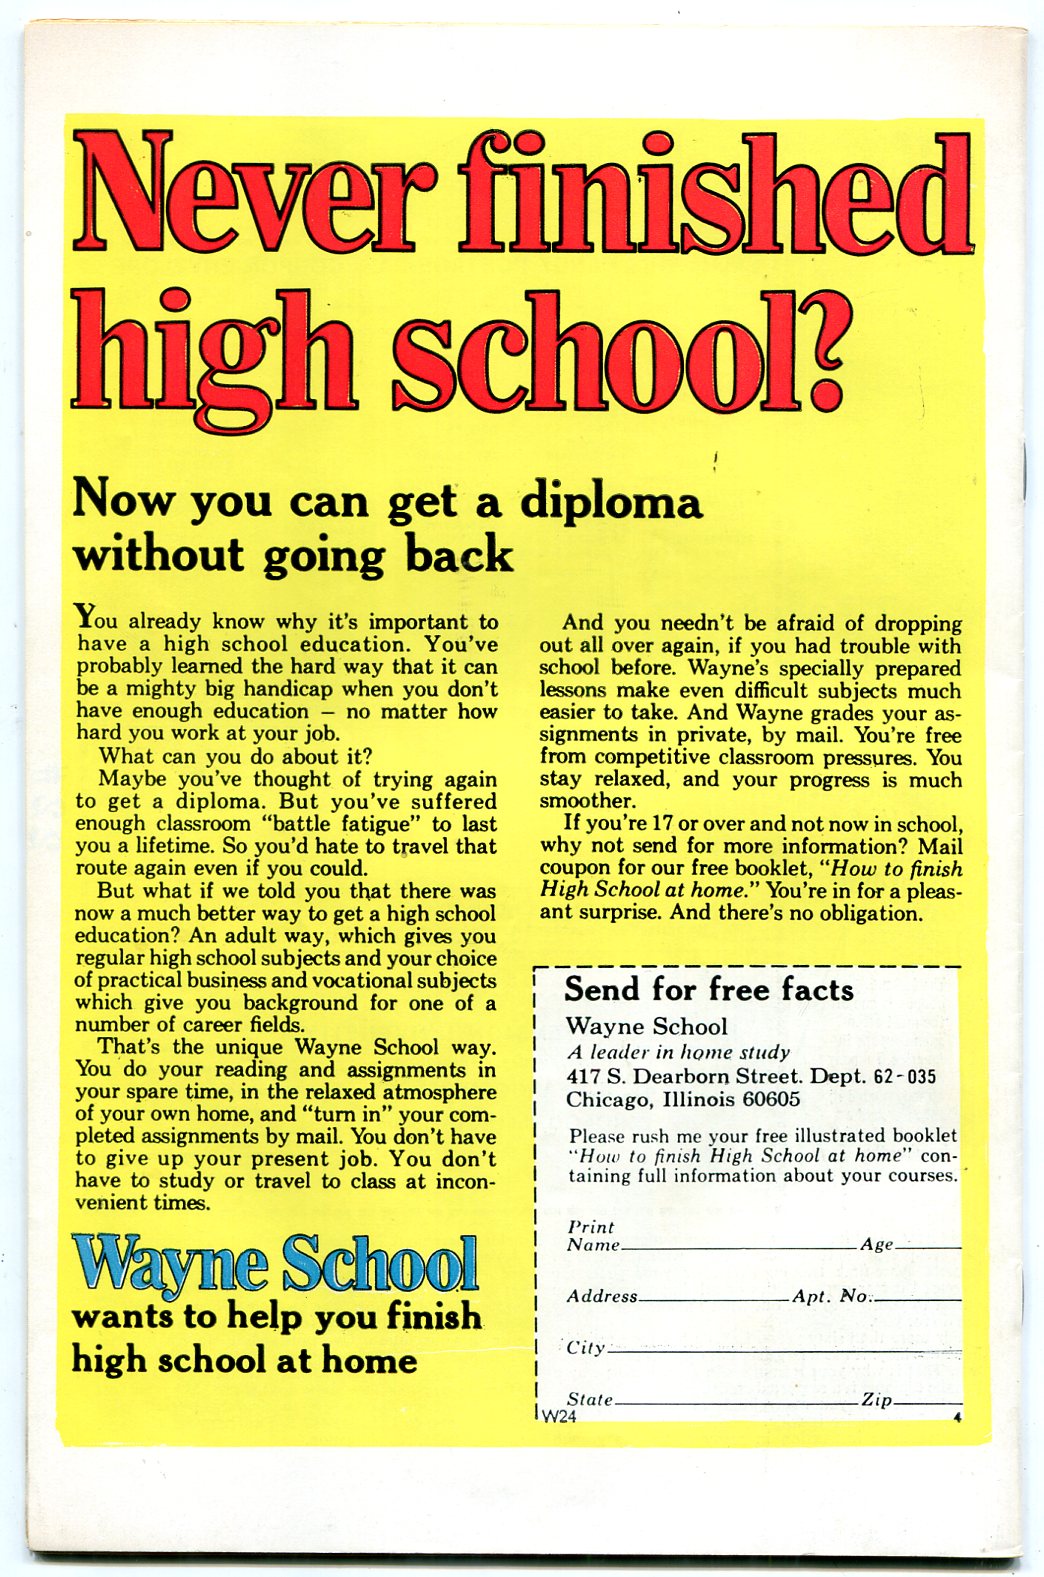 Never finished
high school?
Now you can get a diploma
without going back
You already know why it's important to
have a high school education. You've
probably learned the hard way that it can
be a mighty big handicap when you don't
have enough education – no matter how
hard you work at your job.
What can you do about it?
Maybe you've thought of trying again
to get a diploma. But you've suffered
enough classroom "battle fatigue" to last
you a lifetime. So you'd hate to travel that
route again even if you could.
But what if we told you that there was
now a much better way to get a high school
education? An adult way, which gives you
regular high school subjects and your choice
of practical business and vocational subjects
which give you background for one of a
number of career fields.
That's the unique Wayne School way.
You do your reading and assignments in
your spare time, in the relaxed atmosphere
of your own home, and "turn in" your com-
pleted assignments by mail. You don't have
to give up your present job. You don't
have to study or travel to class at incon-
venient times.
Wayne School
wants to help you finish
high school at home
And you needn't be afraid of dropping
out all over again, if you had trouble with
school before. Wayne's specially prepared
lessons make even difficult subjects much
easier to take. And Wayne grades your as-
signments in private, by mail. You're free
from competitive classroom pressures. You
stay relaxed, and your progress is much
smoother.
If you're 17 or over and not now in school,
why not send for more information? Mail
coupon for our free booklet, "How to finish
High School at home." You're in for a pleas-
ant surprise. And there's no obligation.
Send for free facts
Wayne School
A leader in home study
417 S. Dearborn Street. Dept. 62-035
Chicago, Illinois 60605
Please rush me your free illustrated booklet
"How to finish High School at home" con-
taining full information about your courses.
Print
Name Age
Address Apt. No.
City
State Zip
W24 4